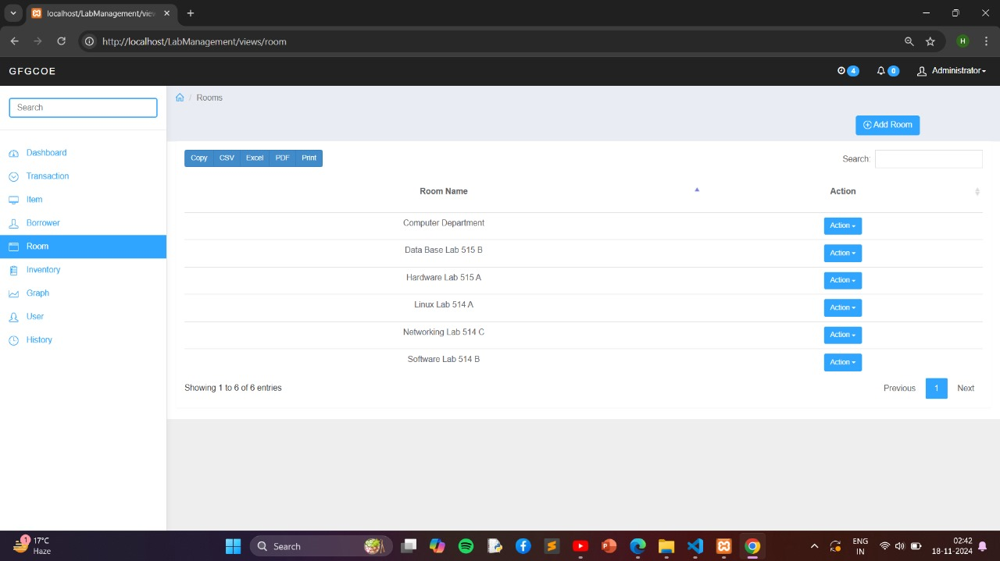 localhost/LabManagement/view
http://localhost/LabManagement/views/room
H
GFGCOE
4
0
Administrator
Search
Rooms
Add Room
Dashboard
Transaction
Item
Borrower
Room
Inventory
Graph
User
History
Copy CSV Excel PDF Print
Search:
Room Name Action
Computer Department Action
Data Base Lab 515 B Action
Hardware Lab 515 A Action
Linux Lab 514 A Action
Networking Lab 514 C Action
Software Lab 514 B Action
Showing 1 to 6 of 6 entries
Previous 1 Next
1
17°C
Haze
Search
ENG
IN
02:42
18-11-2024